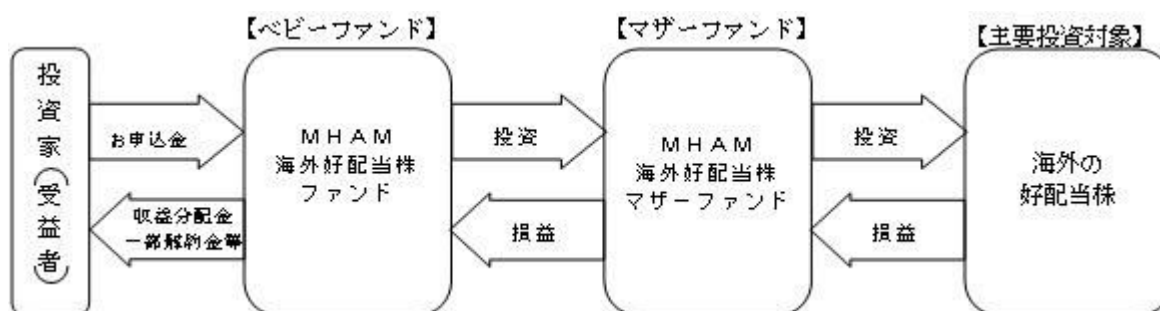 【ベビーファンド】
【マザーファンド】
【主要投資対象】
投資家(受益者)
お申込金
収益分配金
一部解約金等
MHAM
海外好配当株
ファンド
投資
損益
MHAM
海外好配当株
マザーファンド
投資
損益
海外の
好配当株